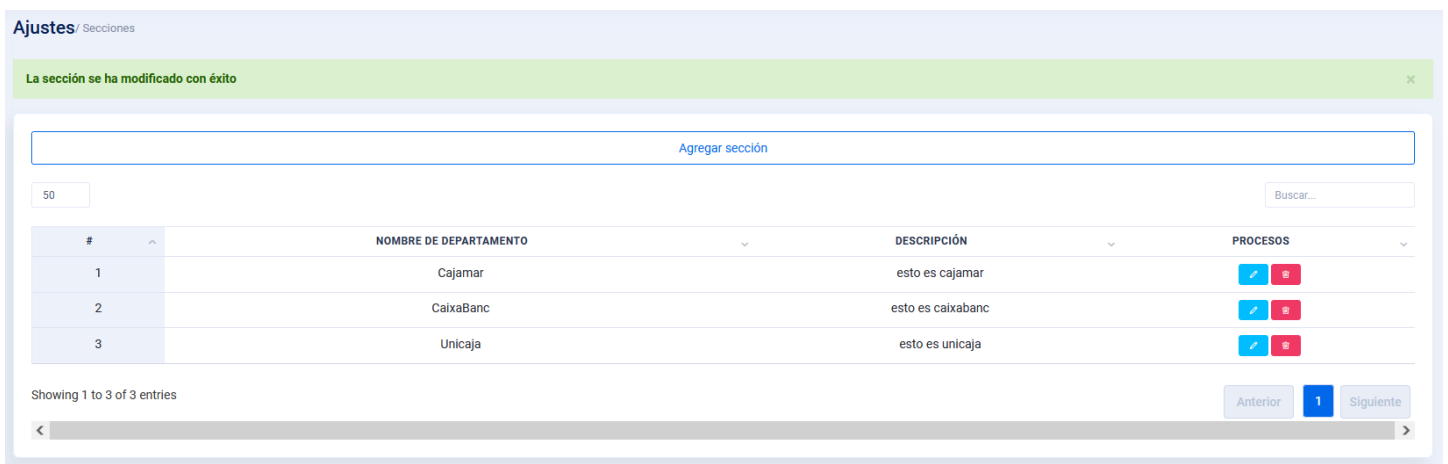 Ajustes/ Secciones
La sección se ha modificado con éxito ×
Agregar sección
50 Buscar...
# NOMBRE DE DEPARTAMENTO DESCRIPCIÓN PROCESOS
1 Cajamar esto es cajamar
2 CaixaBanc esto es caixabanc
3 Unicaja esto es unicaja
Showing 1 to 3 of 3 entries
Anterior 1 Siguiente